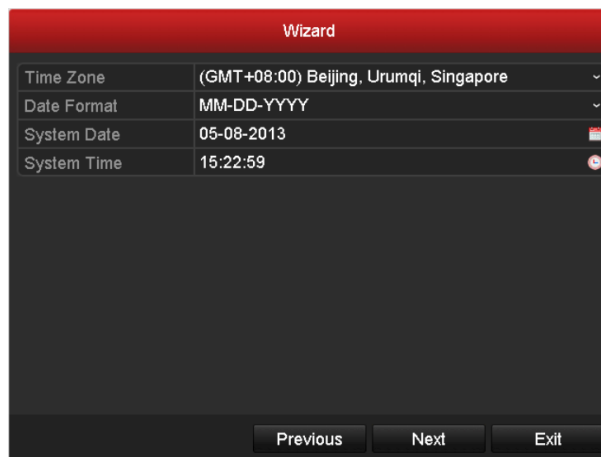 Wizard
Time Zone (GMT+08:00) Beijing, Urumqi, Singapore
Date Format MM-DD-YYYY
System Date 05-08-2013
System Time 15:22:59
Previous Next Exit